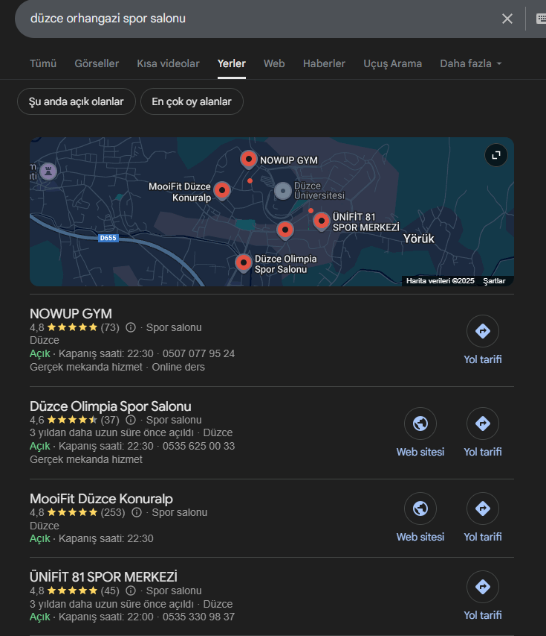 düzce orhangazi spor salonu
Tümü Görseller Kısa videolar Yerler Web Haberler Uçuş Arama Daha fazla
Şu anda açık olanlar En çok oy alanlar
NOWUP GYM
MooiFit Düzce
Konuralp
Düzce
Üniversitesi
ÜNİFİT 81
SPOR MERKEZİ
Yörük
D655
Düzce Olimpia
Spor Salonu
Harita verileri ©2025 Şartlar
NOWUP GYM
4,8 (73) · Spor salonu
Düzce
Açık · Kapanış saati: 22:30 · 0507 077 95 24
Gerçek mekanda hizmet · Online ders
Yol tarifi
Düzce Olimpia Spor Salonu
4,6 (37) · Spor salonu
3 yıldan daha uzun süre önce açıldı · Düzce
Açık · Kapanış saati: 22:30 · 0535 625 00 33
Gerçek mekanda hizmet
Web sitesi Yol tarifi
MooiFit Düzce Konuralp
4,8 (253) · Spor salonu
Düzce
Açık · Kapanış saati: 22:30
Web sitesi Yol tarifi
ÜNİFİT 81 SPOR MERKEZİ
4,8 (45) · Spor salonu
3 yıldan daha uzun süre önce açıldı · Düzce
Açık · Kapanış saati: 22:00 · 0535 330 98 37
Yol tarifi